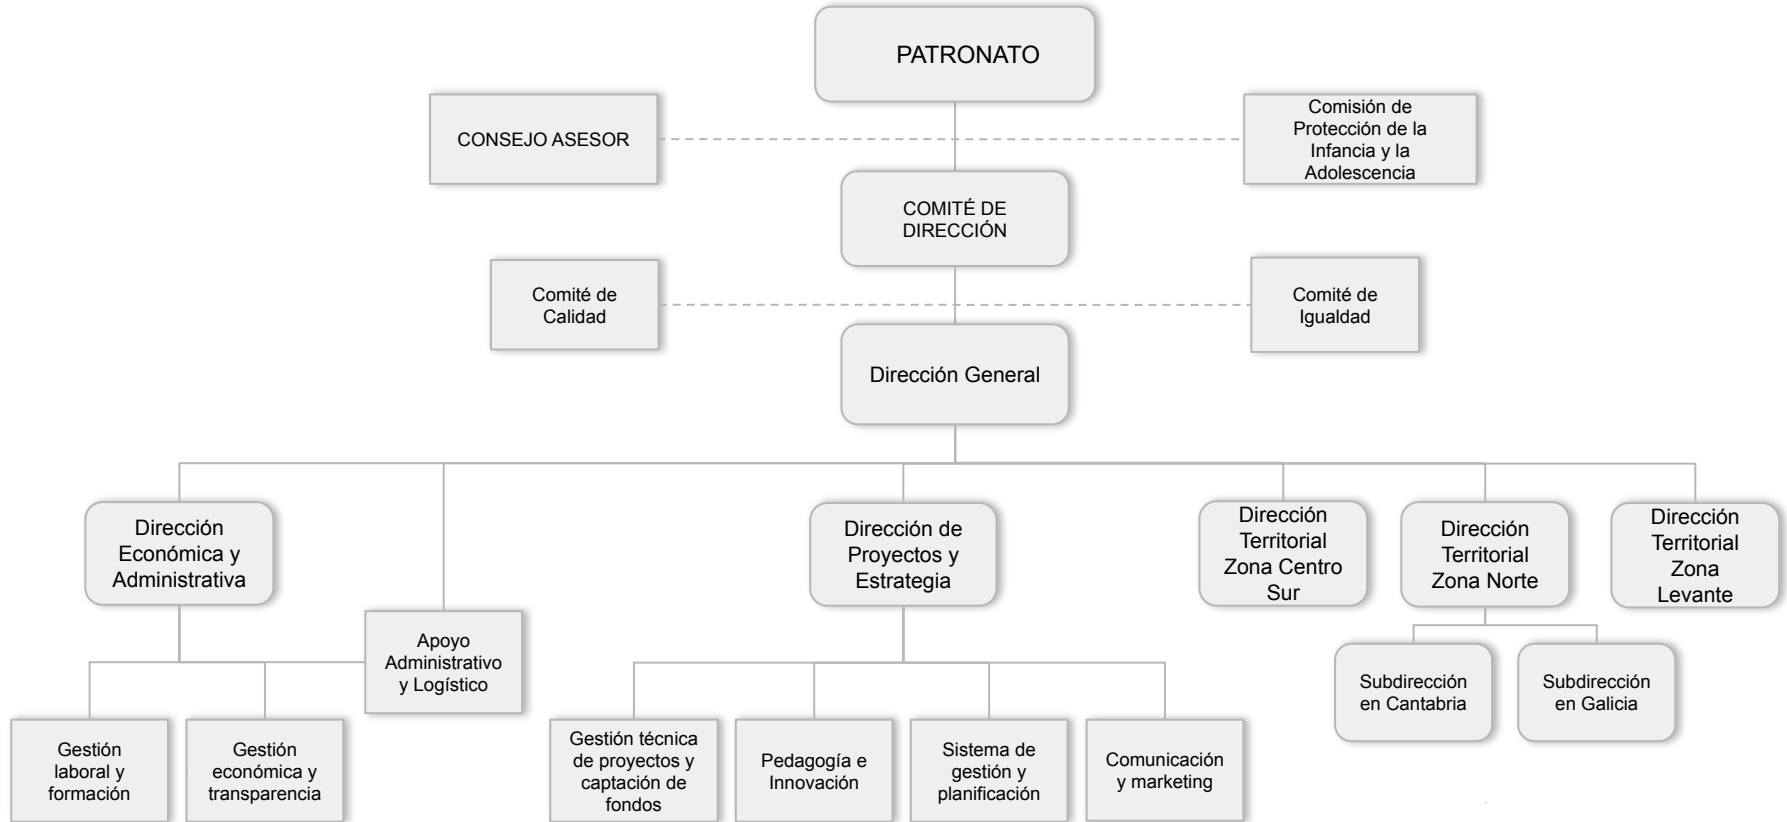 PATRONATO
CONSEJO ASESOR
Comisión de
Protección de la
Infancia y la
Adolescencia
COMITÉ DE
DIRECCIÓN
Comité de
Calidad
Comité de
Igualdad
Dirección General
Dirección
Económica y
Administrativa
Dirección de
Proyectos y
Estrategia
Dirección
Territorial
Zona Centro
Sur
Dirección
Territorial
Zona Norte
Dirección
Territorial
Zona
Levante
Apoyo
Administrativo
y Logístico
Subdirección
en Cantabria
Subdirección
en Galicia
Gestión
laboral y
formación
Gestión
económica y
transparencia
Gestión técnica
de proyectos y
captación de
fondos
Pedagogía e
Innovación
Sistema de
gestión y
planificación
Comunicación
y marketing